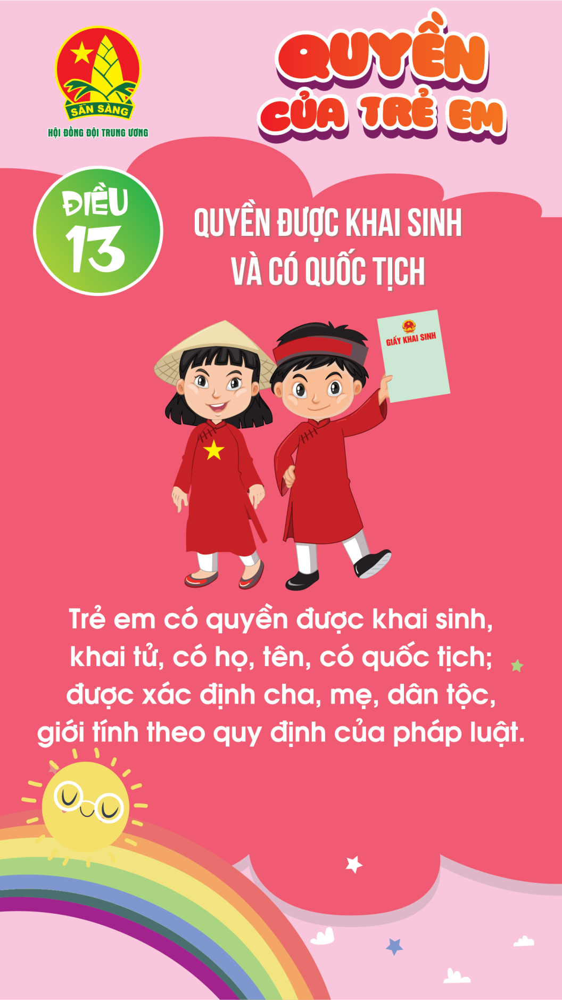 SẴN SÀNG
HỘI ĐỒNG ĐỘI TRUNG ƯƠNG
QUYỀN
CỦA TRẺ EM
ĐIỀU
13
QUYỀN ĐƯỢC KHAI SINH
VÀ CÓ QUỐC TỊCH
GIẤY KHAI SINH
Trẻ em có quyền được khai sinh,
khai tử, có họ, tên, có quốc tịch;
được xác định cha, mẹ, dân tộc,
giới tính theo quy định của pháp luật.